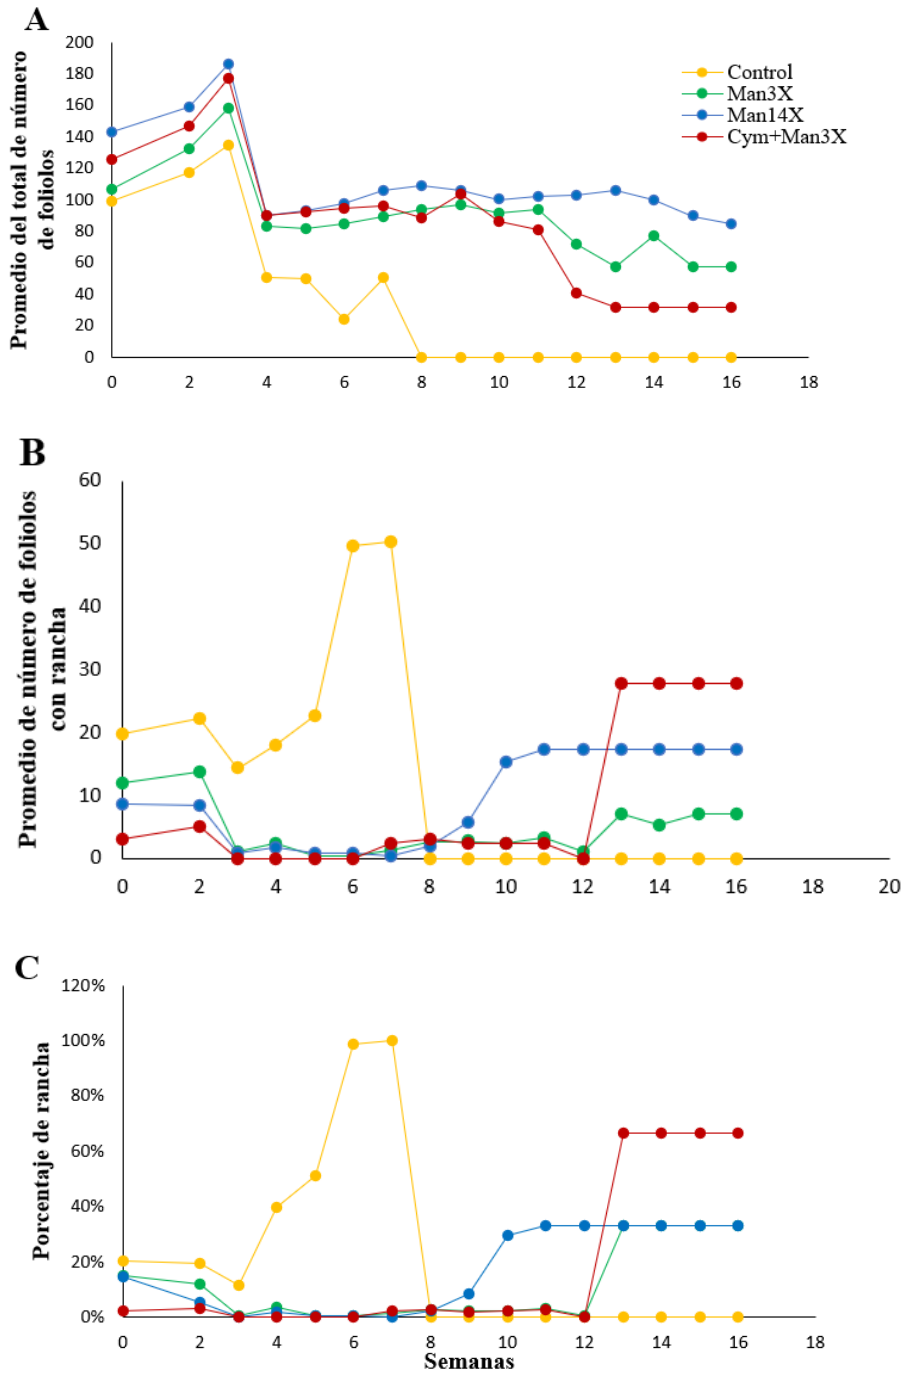 A
Promedio del total de número
de foliolos
200
180
160
140
120
100
80
60
40
20
0
0 2 4 6 8 10 12 14 16 18
Control
Man3X
Man14X
Cym+Man3X
B
Promedio de número de foliolos
con rancha
60
50
40
30
20
10
0
0 2 4 6 8 10 12 14 16 18 20
C
Porcentaje de rancha
120%
100%
80%
60%
40%
20%
0%
0 2 4 6 8 10 12 14 16 18
Semanas